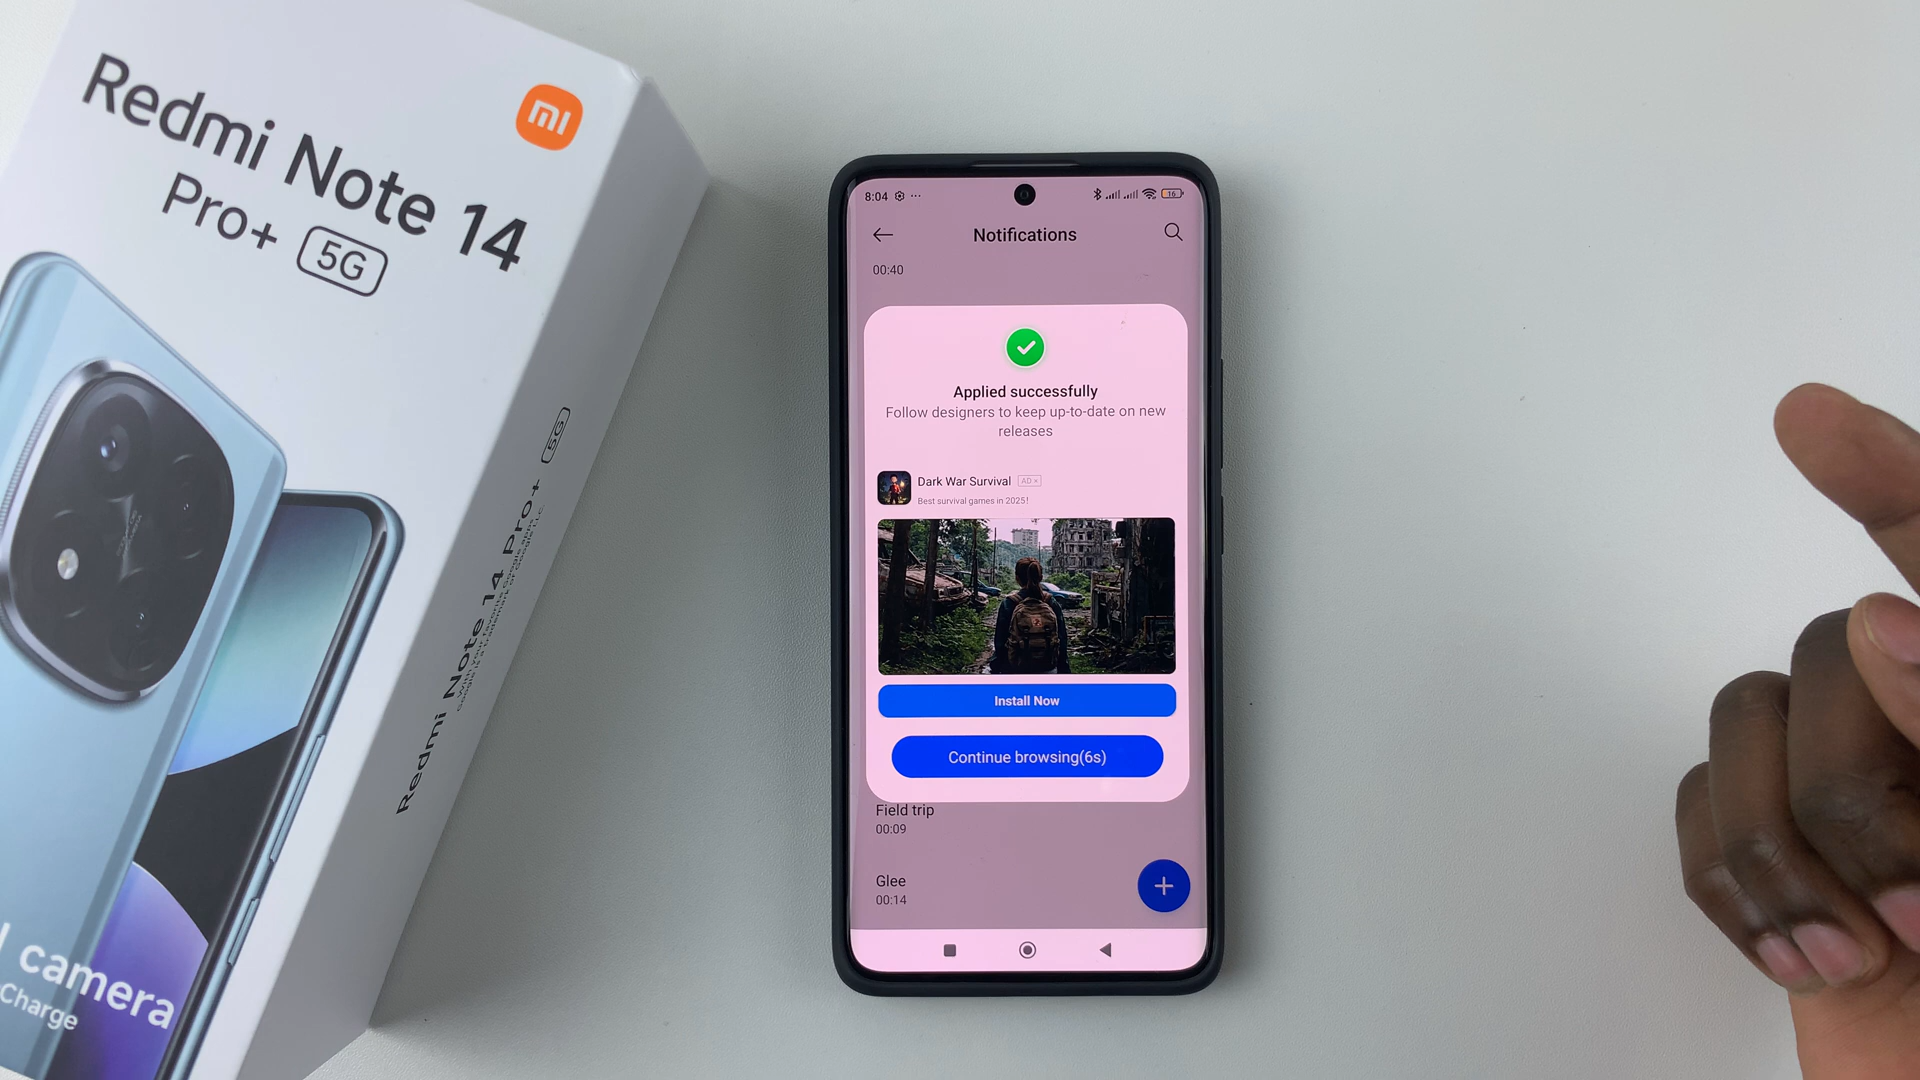 Redmi Note 14
Pro+ 5G
mi
Redmi Note 14 Pro+ 5G
camera
Charge
8:04
16
Notifications
00:40
Applied successfully
Follow designers to keep up-to-date on new
releases
Dark War Survival AD ×
Best survival games in 2025!
Install Now
Continue browsing(6s)
Field trip
00:09
Glee
00:14